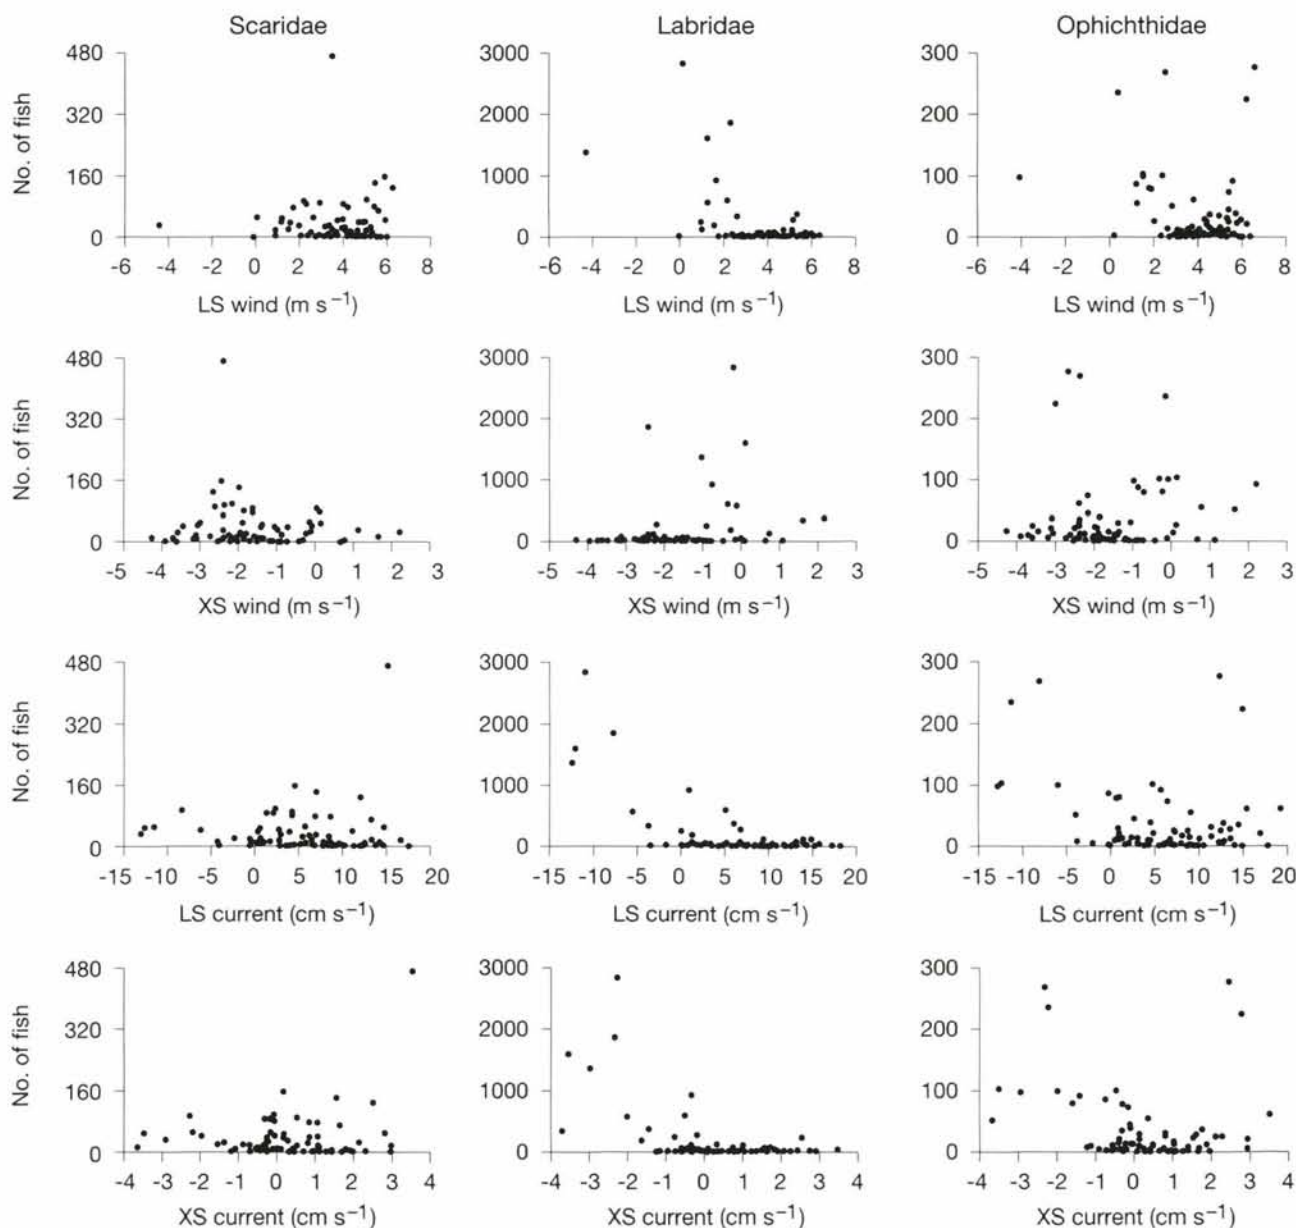 Scaridae Labridae Ophichthidae
480 3000 300
320 2000 200
160 1000 100
0 0 0
No. of fish
-6 -4 -2 0 2 4 6 8 -6 -4 -2 0 2 4 6 8 -6 -4 -2 0 2 4 6 8
LS wind (m s⁻¹) LS wind (m s⁻¹) LS wind (m s⁻¹)
480 3000 300
320 2000 200
160 1000 100
0 0 0
No. of fish
-5 -4 -3 -2 -1 0 1 2 3 -5 -4 -3 -2 -1 0 1 2 3 -5 -4 -3 -2 -1 0 1 2 3
XS wind (m s⁻¹) XS wind (m s⁻¹) XS wind (m s⁻¹)
480 3000 300
320 2000 200
160 1000 100
0 0 0
No. of fish
-15 -10 -5 0 5 10 15 20 -15 -10 -5 0 5 10 15 20 -15 -10 -5 0 5 10 15 20
LS current (cm s⁻¹) LS current (cm s⁻¹) LS current (cm s⁻¹)
480 3000 300
320 2000 200
160 1000 100
0 0 0
No. of fish
-4 -3 -2 -1 0 1 2 3 4 -4 -3 -2 -1 0 1 2 3 4 -4 -3 -2 -1 0 1 2 3 4
XS current (cm s⁻¹) XS current (cm s⁻¹) XS current (cm s⁻¹)